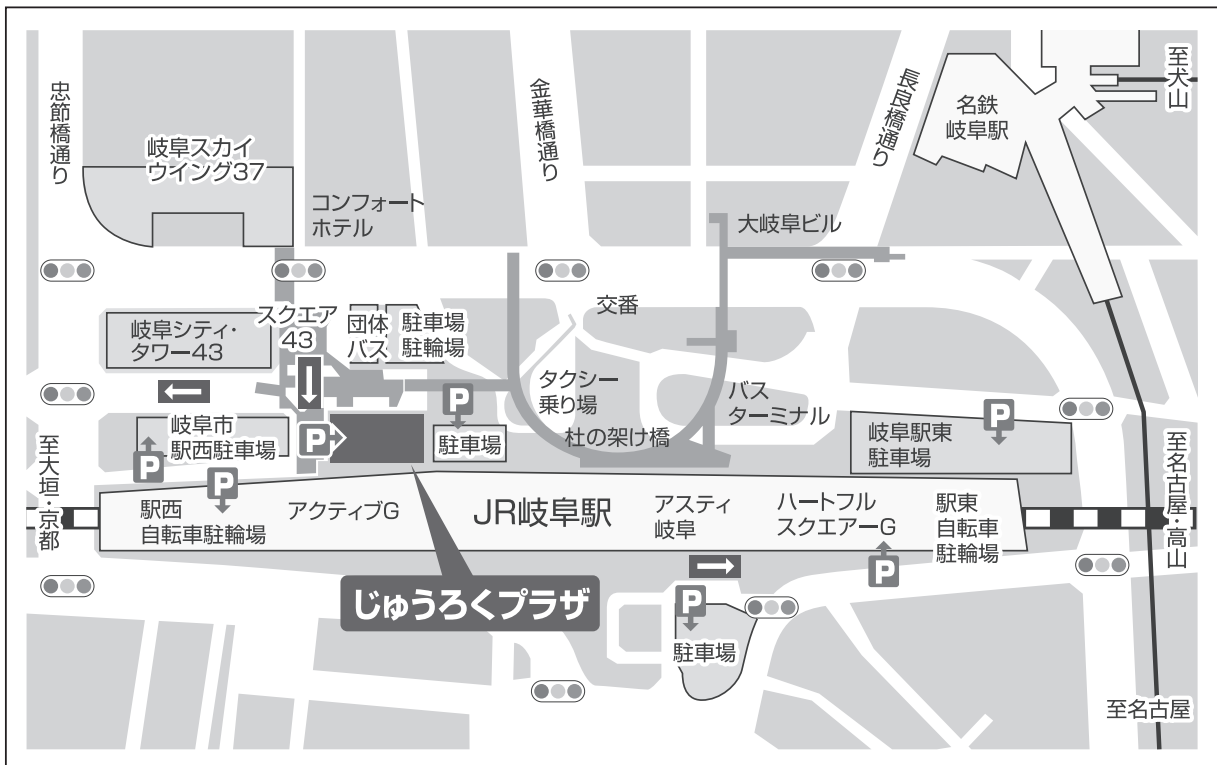 忠節橋通り
金華橋通り
長良橋通り
名鉄
岐阜駅
至犬山
岐阜スカイ
ウイング37
コンフォート
ホテル
大岐阜ビル
交番
スクエア
43
団体
バス
駐車場
駐輪場
岐阜シティ・
タワー43
タクシー
乗り場
バス
ターミナル
杜の架け橋
P
駐車場
P
P
岐阜市
駅西駐車場
P
岐阜駅東
駐車場
P
至大垣・京都
至名古屋・高山
P
駅西
自転車駐輪場
アクティブG
JR岐阜駅
アスティ
岐阜
ハートフル
スクエアーG
駅東
自転車
駐輪場
P
じゅうろくプラザ
P
駐車場
至名古屋